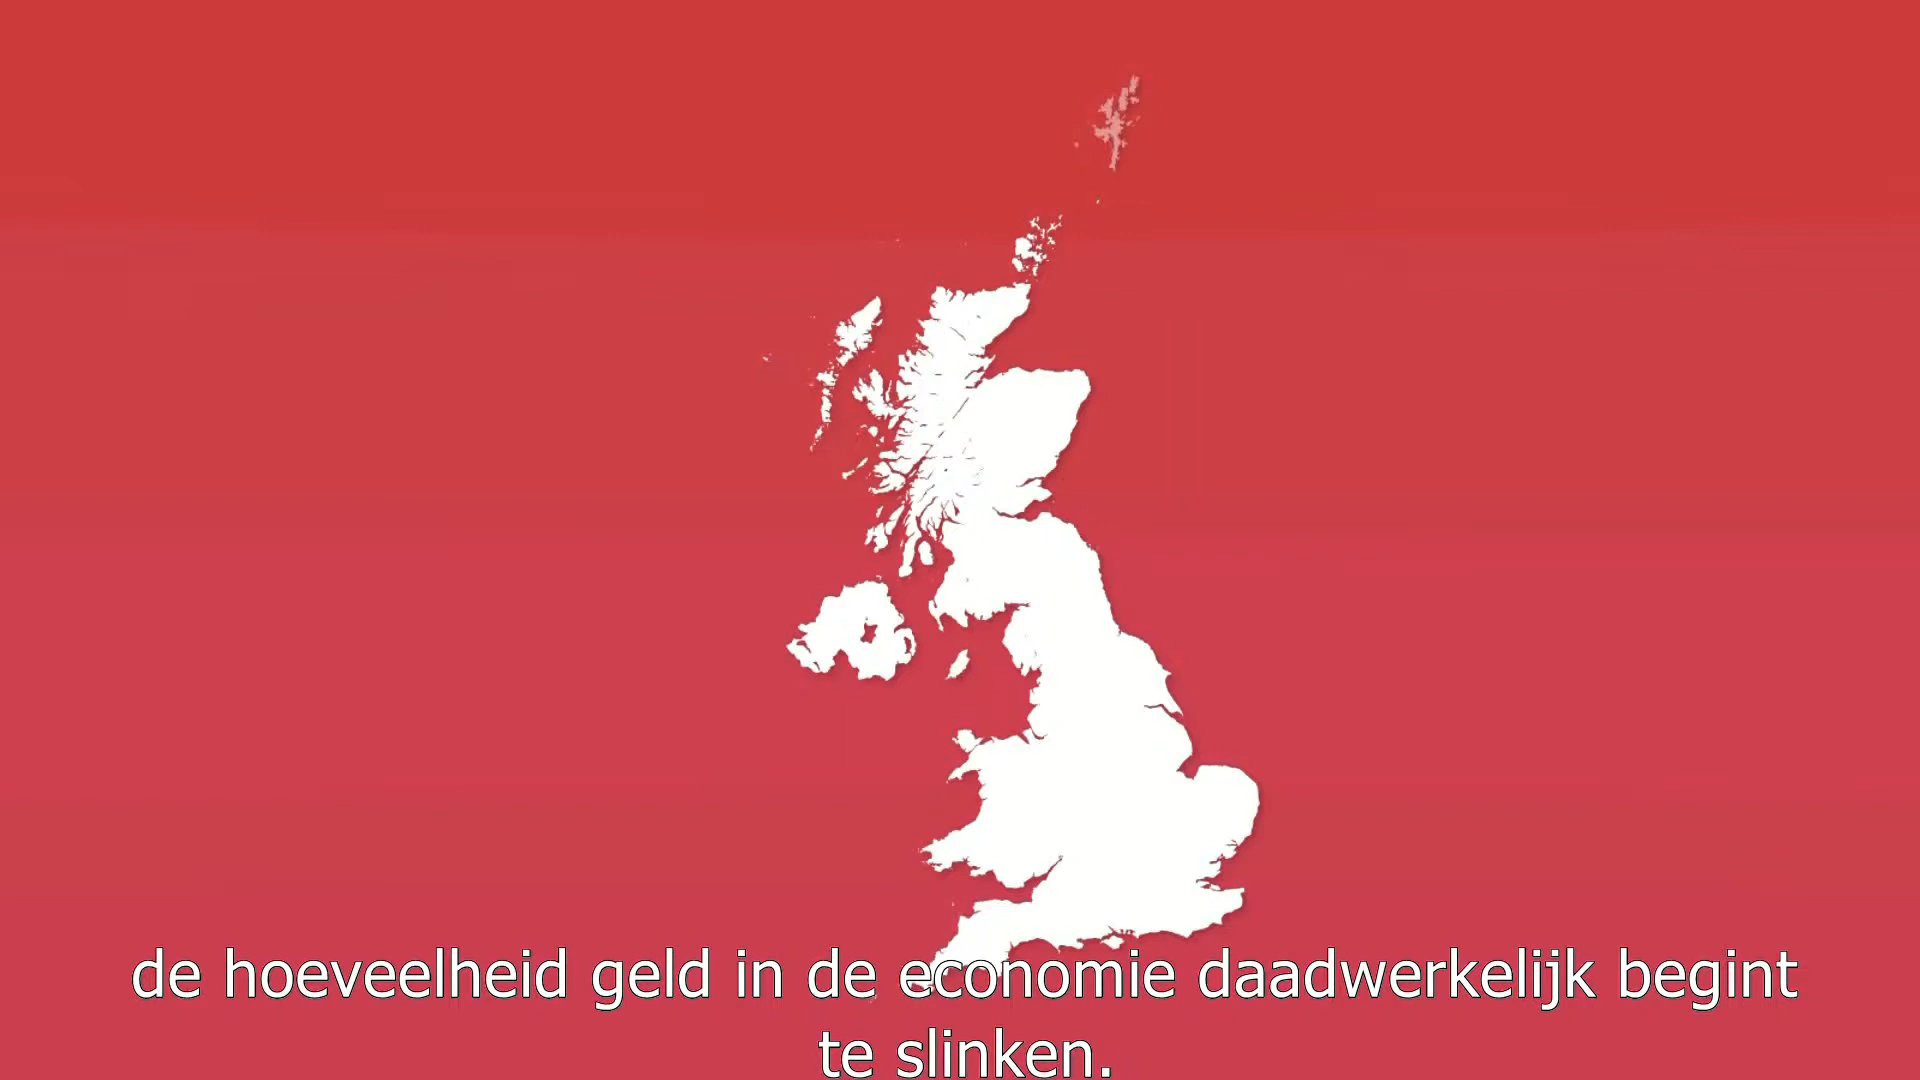 de hoeveelheid geld in de economie daadwerkelijk begint
te slinken.